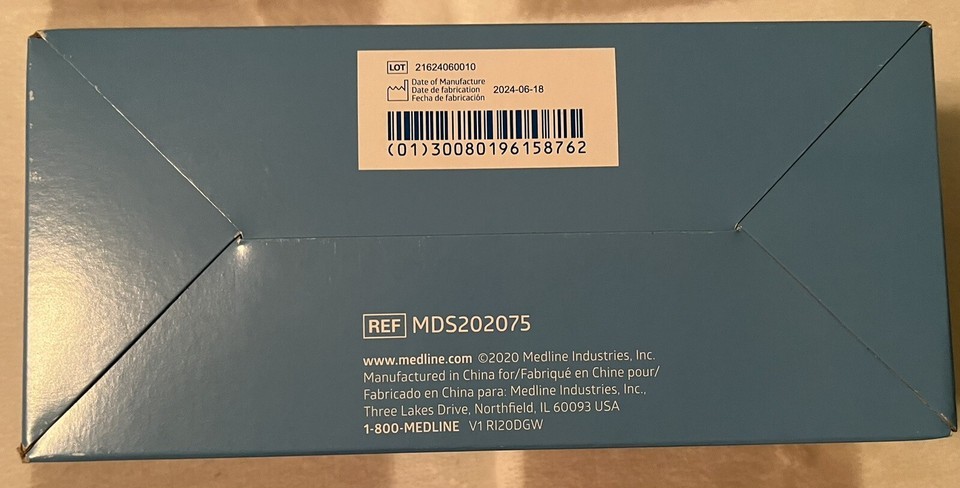 LOT 21624060010
Date of Manufacture
Date de fabrication
Fecha de fabricación
2024-06-18
(01)30080196158762
REF MDS202075
www.medline.com ©2020 Medline Industries, Inc.
Manufactured in China for/Fabriqué en Chine pour/
Fabricado en China para: Medline Industries, Inc.,
Three Lakes Drive, Northfield, IL 60093 USA
1-800-MEDLINE V1 RI20DGW